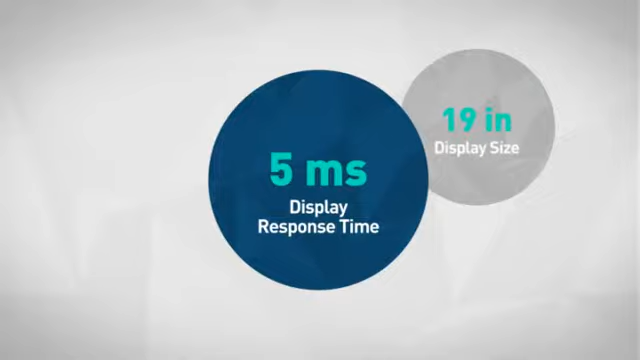 5 ms
Display
Response Time
19 in
Display Size